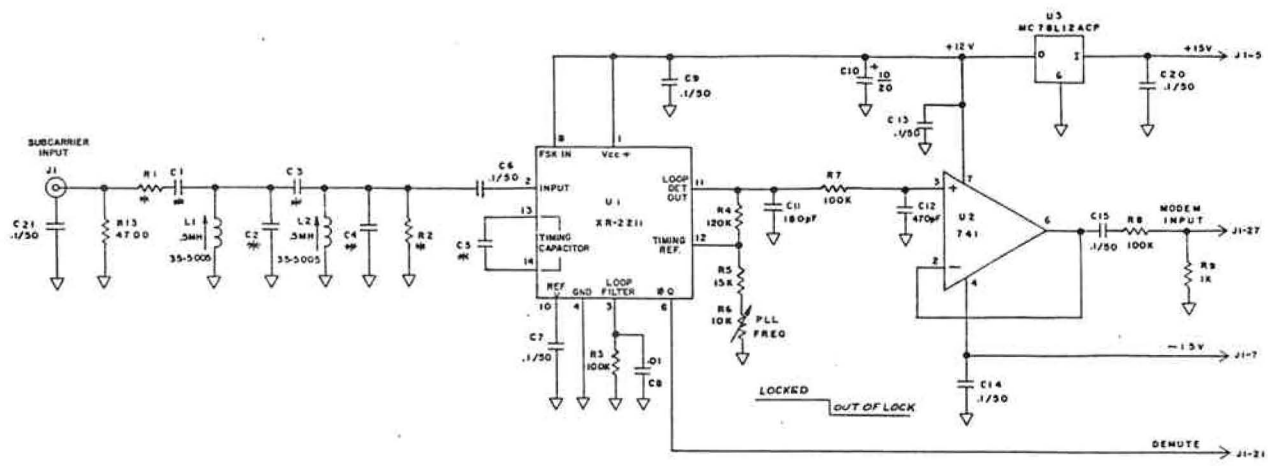 U3
MC78L12ACP
+12V
O
I
G
+15V
J1-5
C9
.1/50
C10
+
10
20
C20
.1/50
C13
.1/50
SUBCARRIER
INPUT
J1
R1
*
C1
*
C3
*
C6
.1/50
C21
.1/50
R13
4700
L1
.5MH
35-5005
C2
*
L2
.5MH
35-5005
C4
*
R2
*
8
1
FSK IN
Vcc +
2
INPUT
LOOP
DET
OUT
11
U1
XR-2211
13
C5
*
TIMING
CAPACITOR
14
TIMING
REF.
12
REF
V
GND
LOOP
FILTER
Ø Q
10
4
3
6
C7
.1/50
R3
100K
.01
C8
R4
120K
C11
180pF
R7
100K
C12
470pF
R5
15K
R6
10K
PLL
FREQ
3
+
7
U2
741
6
2
−
4
C15
.1/50
R8
100K
MODEM
INPUT
J1-27
R9
1K
−15V
J1-7
C14
.1/50
LOCKED
OUT OF LOCK
DEMUTE
J1-21